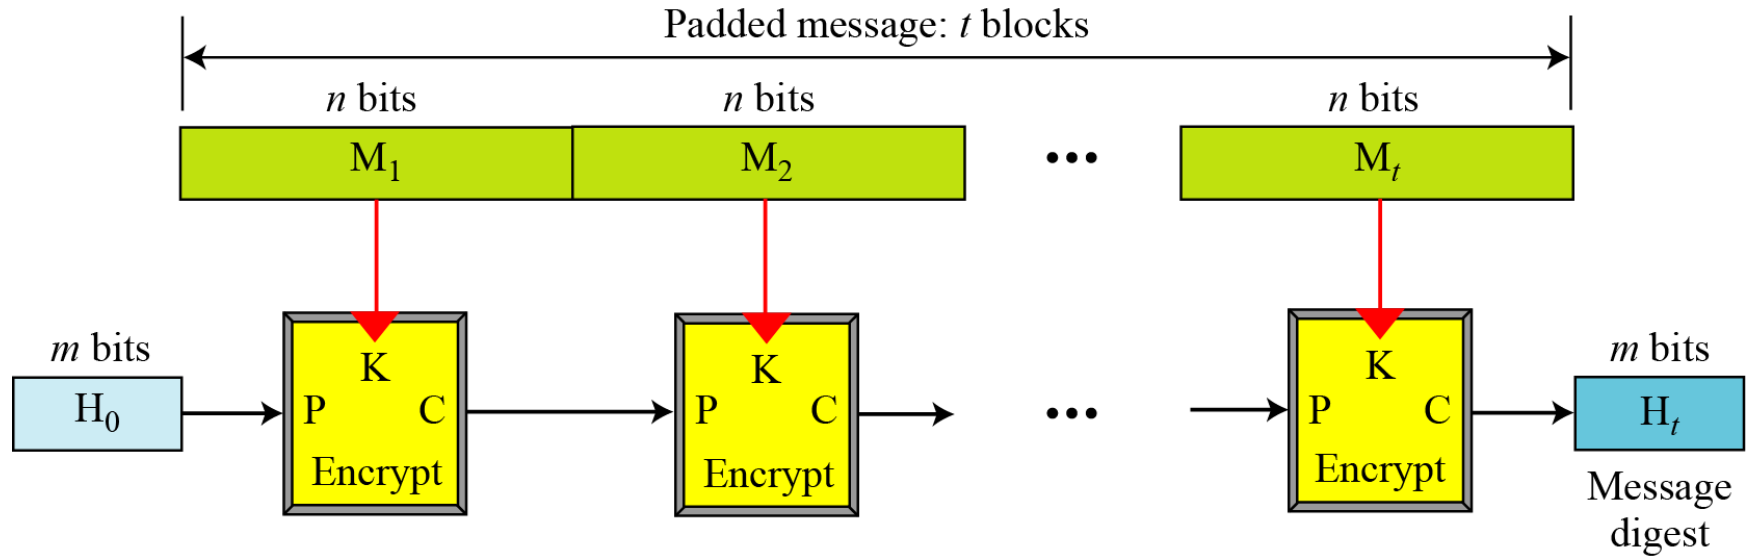 Padded message: t blocks
n bits n bits n bits
M1 M2 ••• Mt
m bits m bits
K K K
H0 P C P C ••• P C Ht
Encrypt Encrypt Encrypt
Message
digest